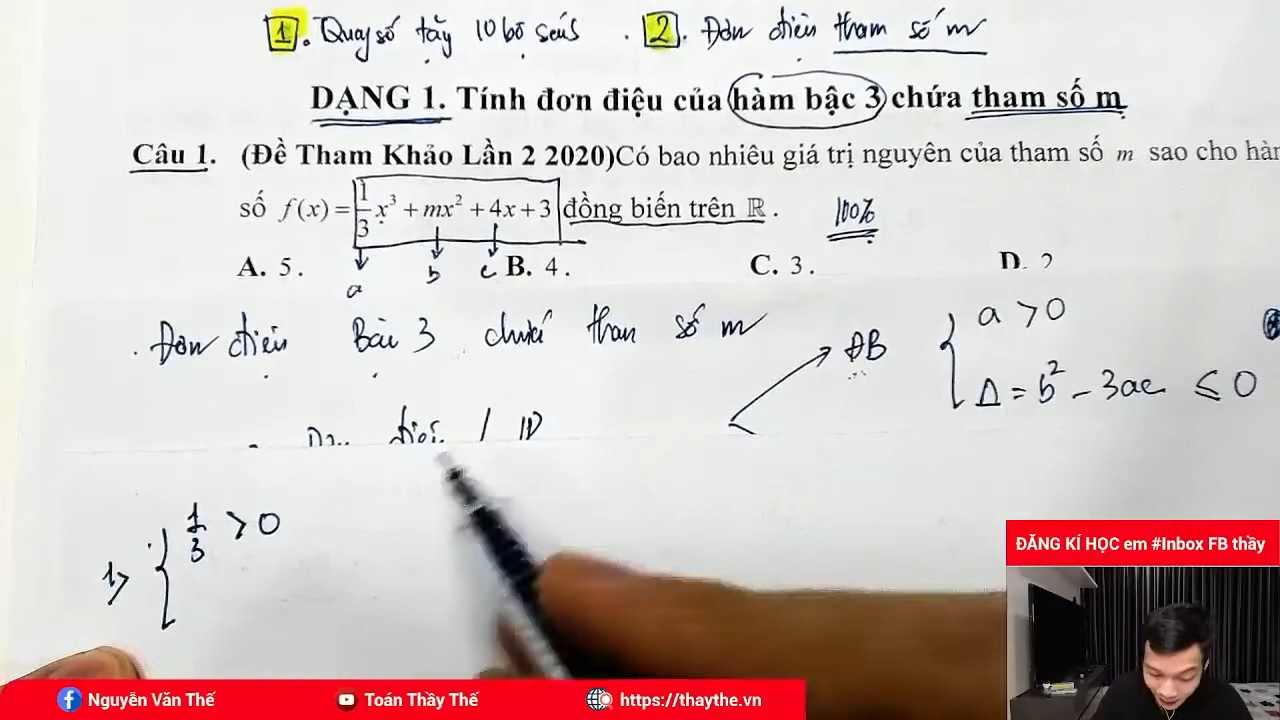 1. Quay số tặng 10 bộ sách . 2. Đơn điệu tham số m
DẠNG 1. Tính đơn điệu của hàm bậc 3 chứa tham số m
Câu 1. (Đề Tham Khảo Lần 2 2020)Có bao nhiêu giá trị nguyên của tham số m sao cho hàn
số f(x) = 1/3 x³ + mx² + 4x + 3 đồng biến trên ℝ . 100%
A. 5 . B. 4 . C. 3 . D. 2
a b c
. Đơn điệu Bậc 3 chứa tham số m
ĐB { a > 0
Δ = b² - 3ac ≤ 0
1> { 1/3 > 0
ĐĂNG KÍ HỌC em #Inbox FB thầy
Nguyễn Văn Thế Toán Thầy Thế https://thaythe.vn